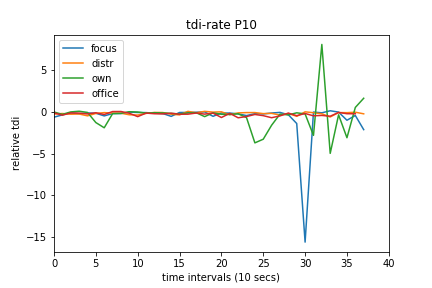 tdi-rate P10
focus
distr
own
office
relative tdi
5
0
−5
−10
−15
0 5 10 15 20 25 30 35 40
time intervals (10 secs)